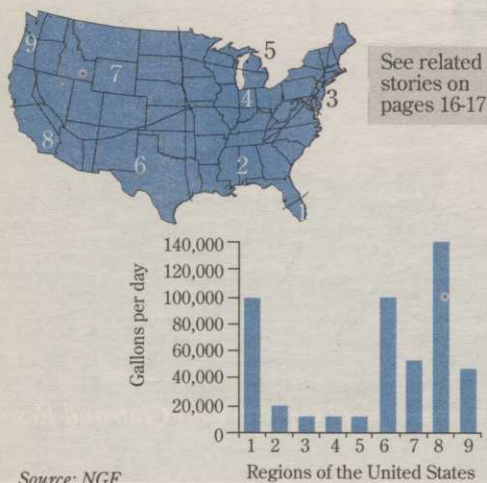 9
7
5
4
3
8
6
2
1
See related
stories on
pages 16-17
Gallons per day
140,000
120,000
100,000
80,000
60,000
40,000
20,000
0
1 2 3 4 5 6 7 8 9
Regions of the United States
Source: NGF